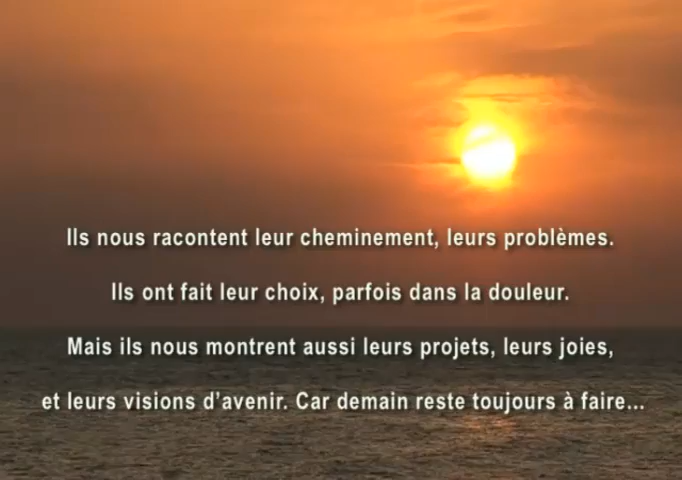 Ils nous racontent leur cheminement, leurs problèmes.
Ils ont fait leur choix, parfois dans la douleur.
Mais ils nous montrent aussi leurs projets, leurs joies,
et leurs visions d’avenir. Car demain reste toujours à faire...